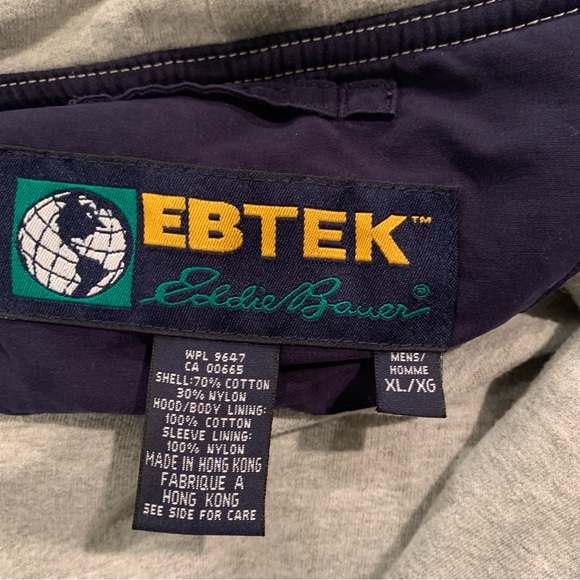 EBTEK™
Eddie Bauer®
WPL 9647
CA 00665
SHELL:70% COTTON
30% NYLON
HOOD/BODY LINING:
100% COTTON
SLEEVE LINING:
100% NYLON
MADE IN HONG KONG
FABRIQUE A
HONG KONG
SEE SIDE FOR CARE
MENS/
HOMME
XL/XG